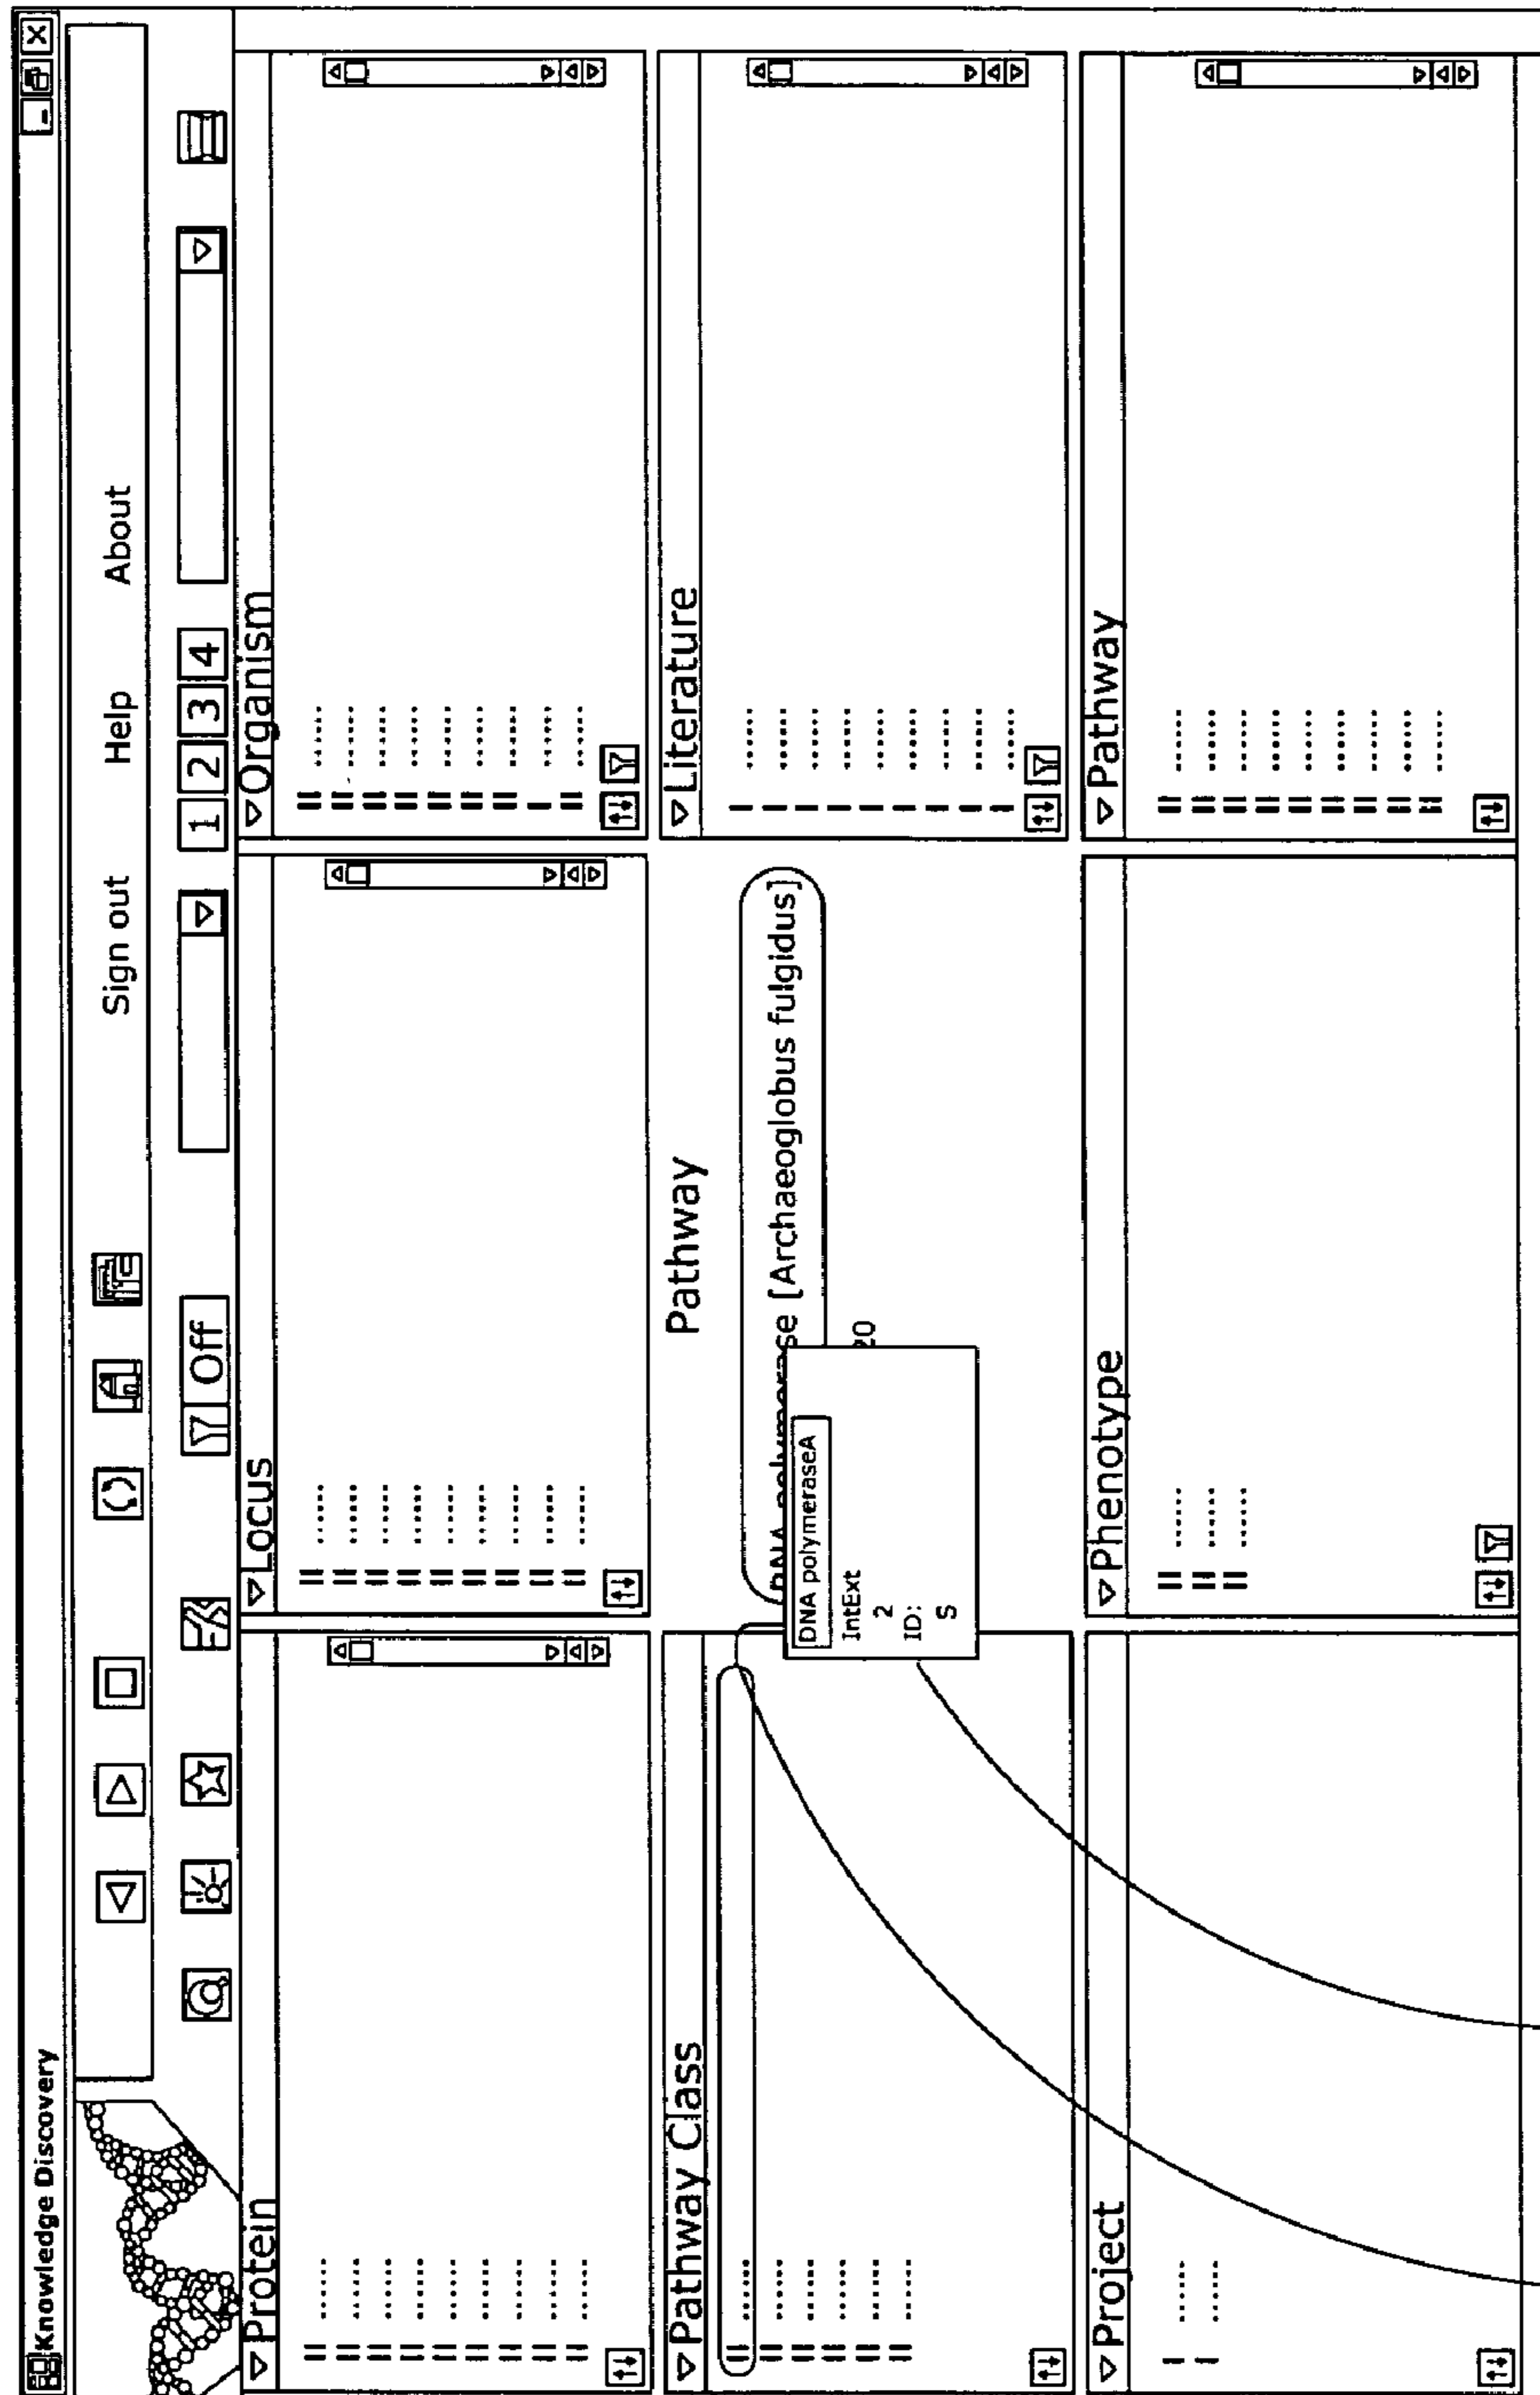 Knowledge Discovery
Sign out Help About
Off
1 2 3 4
Protein
Locus
Organism
Pathway Class
Pathway
DNA polymerase [Archaeoglobus fulgidus]
20
DNA polymeraseA
IntExt
2
ID:
S
Literature
Project
Phenotype
Pathway